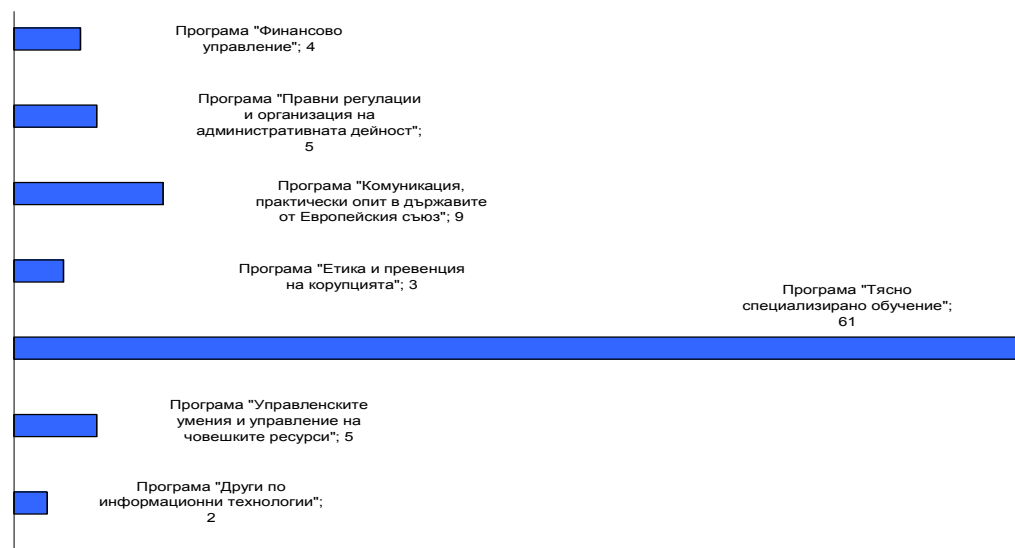 Програма "Финансово
управление"; 4
Програма "Правни регулации
и организация на
административната дейност";
5
Програма "Комуникация,
практически опит в държавите
от Европейския съюз"; 9
Програма "Етика и превенция
на корупцията"; 3
Програма "Тясно
специализирано обучение";
61
Програма "Управленските
умения и управление на
човешките ресурси"; 5
Програма "Други по
информационни технологии";
2